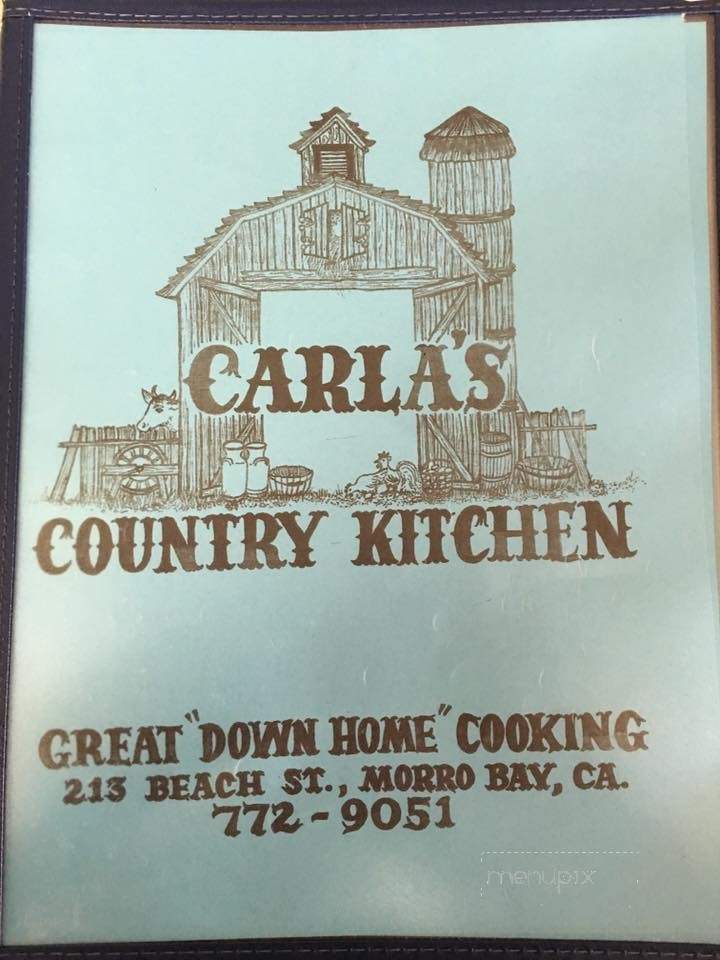 CARLA'S
COUNTRY KITCHEN
GREAT "DOWN HOME" COOKING
213 BEACH ST., MORRO BAY, CA.
772-9051
menupix